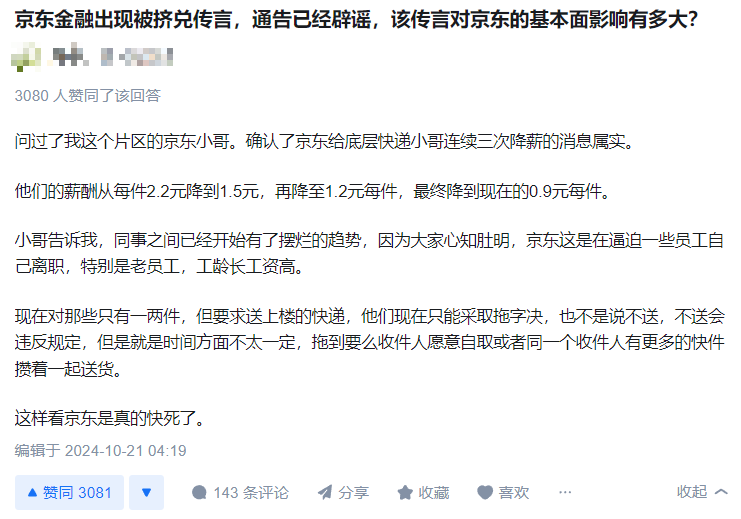 京东金融出现被挤兑传言，通告已经辟谣，该传言对京东的基本面影响有多大？
3080 人赞同了该回答
问过了我这个片区的京东小哥。确认了京东给底层快递小哥连续三次降薪的消息属实。
他们的薪酬从每件2.2元降到1.5元，再降至1.2元每件，最终降到现在的0.9元每件。
小哥告诉我，同事之间已经开始有了摆烂的趋势，因为大家心知肚明，京东这是在逼迫一些员工自
己离职，特别是老员工，工龄长工资高。
现在对那些只有一两件，但要求送上楼的快递，他们现在只能采取拖字决，也不是说不送，不送会
违反规定，但是就是时间方面不太一定，拖到要么收件人愿意自取或者同一个收件人有更多的快件
攒着一起送货。
这样看京东是真的快死了。
编辑于 2024-10-21 04:19
赞同 3081 143 条评论 分享 收藏 喜欢 ··· 收起